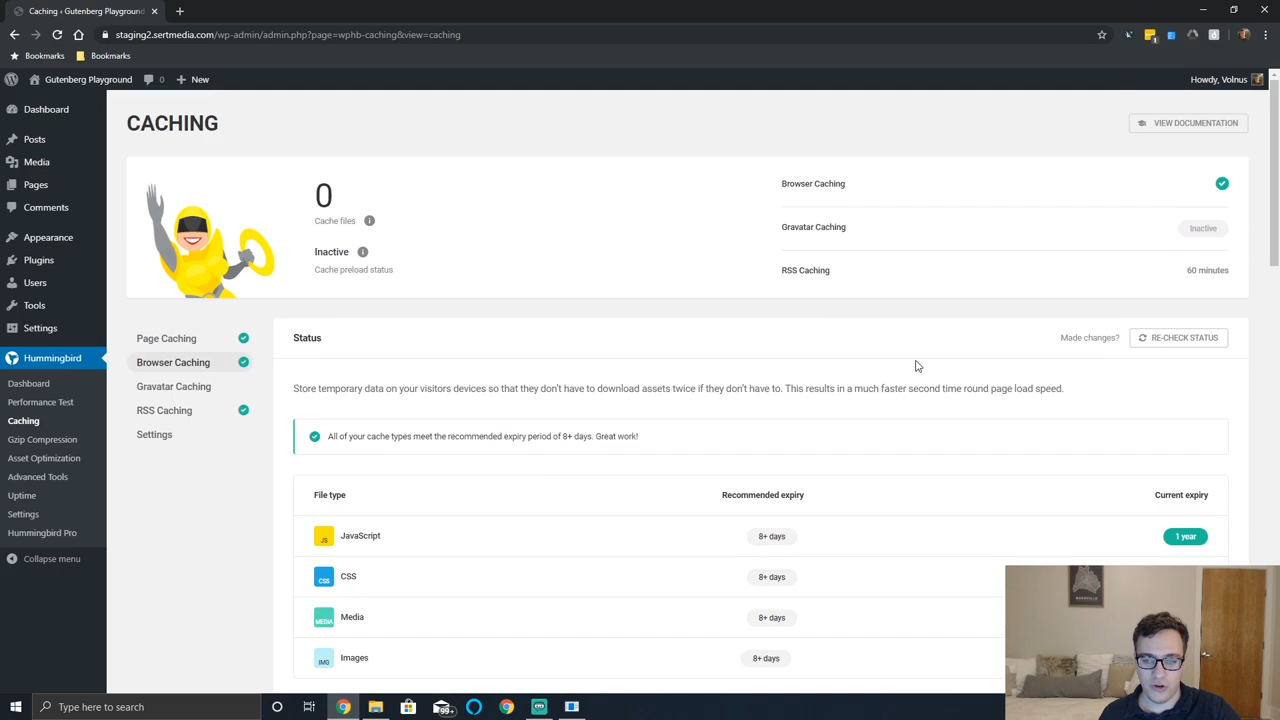 Caching ‹ Gutenberg Playground
staging2.sertmedia.com/wp-admin/admin.php?page=wphb-caching&view=caching
1
Bookmarks
Bookmarks
Gutenberg Playground
0
New
Howdy, Volnus
Dashboard
Posts
Media
Pages
Comments
Appearance
Plugins
Users
Tools
Settings
Hummingbird
Dashboard
Performance Test
Caching
Gzip Compression
Asset Optimization
Advanced Tools
Uptime
Settings
Hummingbird Pro
Collapse menu
CACHING
VIEW DOCUMENTATION
0
Cache files
Inactive
Cache preload status
Browser Caching
Gravatar Caching
Inactive
RSS Caching
60 minutes
Page Caching
Browser Caching
Gravatar Caching
RSS Caching
Settings
Status
Made changes?
RE-CHECK STATUS
Store temporary data on your visitors devices so that they don't have to download assets twice if they don't have to. This results in a much faster second time round page load speed.
All of your cache types meet the recommended expiry period of 8+ days. Great work!
File type
Recommended expiry
Current expiry
JS
JavaScript
8+ days
1 year
CSS
CSS
8+ days
MEDIA
Media
8+ days
IMG
Images
8+ days
Type here to search
99+